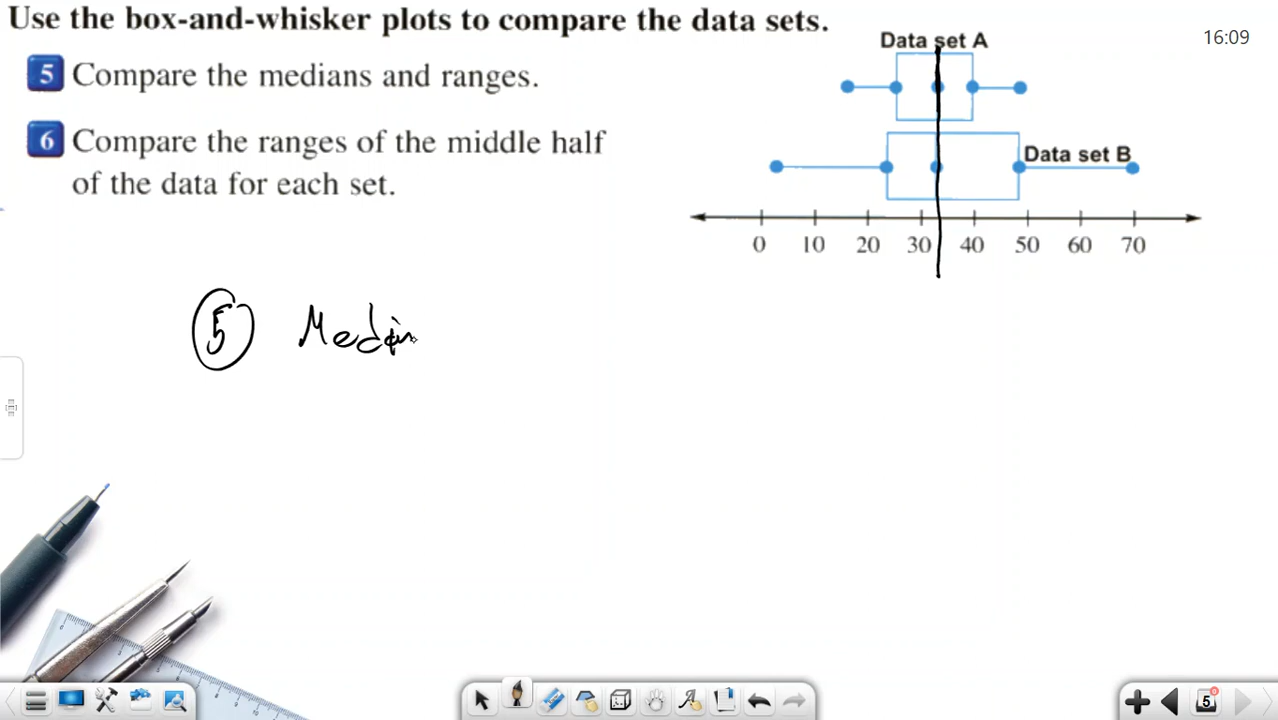 Use the box-and-whisker plots to compare the data sets.
16:09
5 Compare the medians and ranges.
6 Compare the ranges of the middle half
of the data for each set.
Data set A
Data set B
0 10 20 30 40 50 60 70
5 Median
5